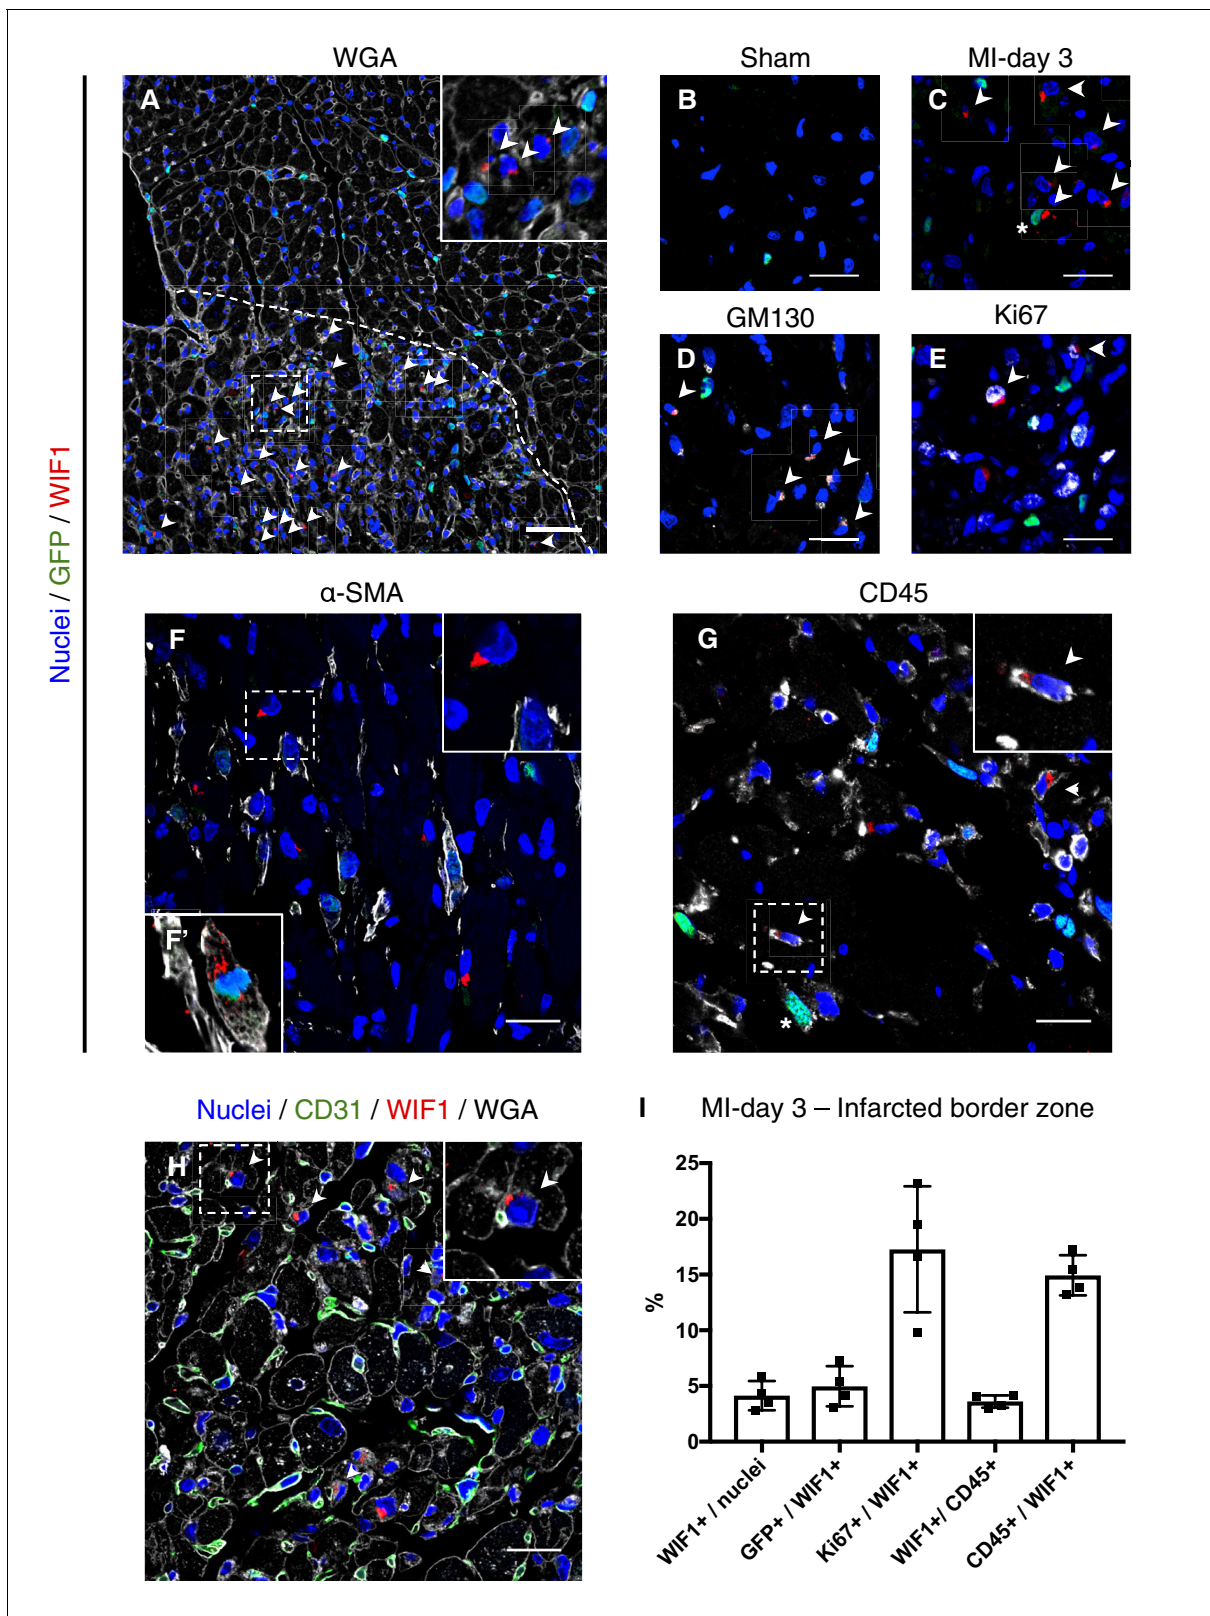 Nuclei / GFP / WIF1
WGA
A
Sham
B
MI-day 3
C
*
GM130
D
Ki67
E
α-SMA
F
F’
CD45
G
*
Nuclei / CD31 / WIF1 / WGA
H
I MI-day 3 – Infarcted border zone
25
20
15
10
5
0
%
WIF1+ / nuclei
GFP+ / WIF1+
Ki67+ / WIF1+
WIF1+/ CD45+
CD45+ / WIF1+